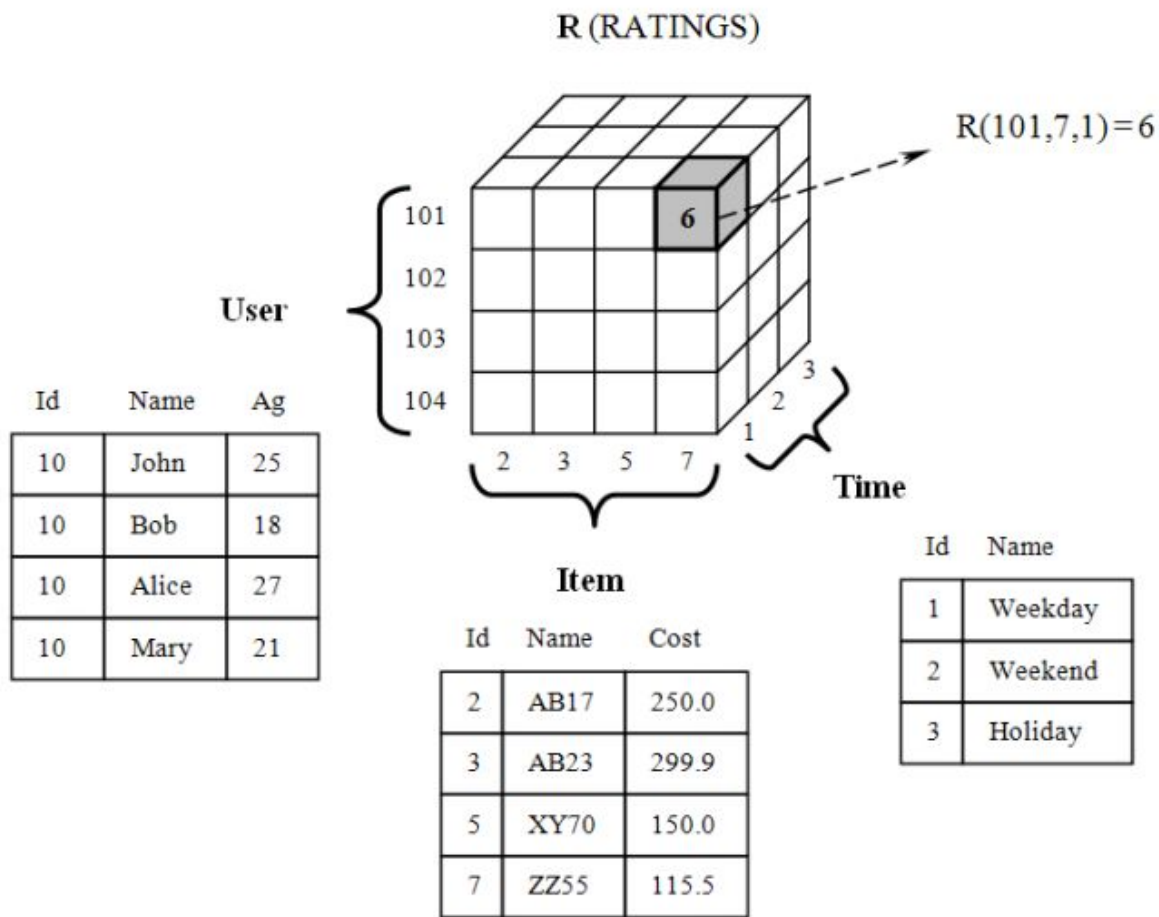 R (RATINGS)
R(101,7,1) = 6
101
6
102
User
103
104
3
2
1
2 3 5 7
Time
Id Name Ag
10 John 25
10 Bob 18
10 Alice 27
10 Mary 21
Item
Id Name Cost
2 AB17 250.0
3 AB23 299.9
5 XY70 150.0
7 ZZ55 115.5
Id Name
1 Weekday
2 Weekend
3 Holiday